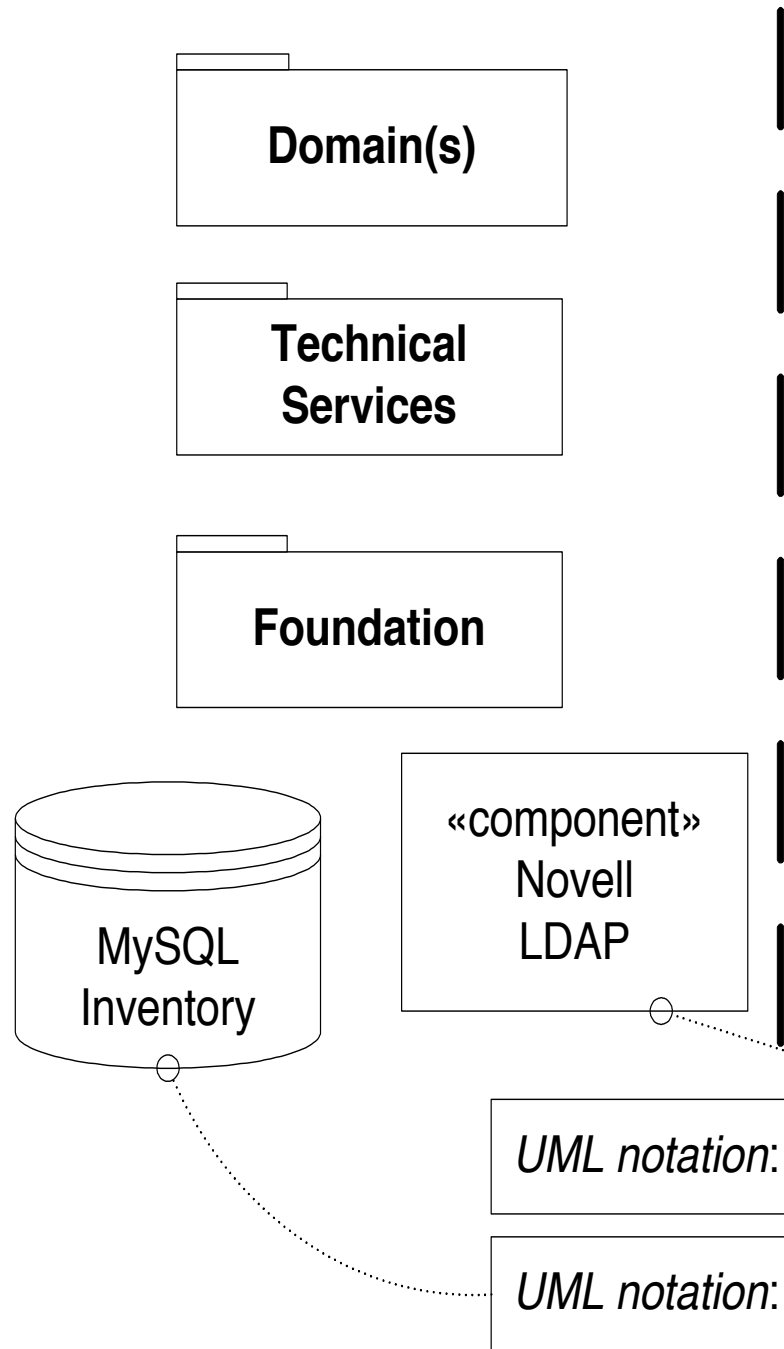 Domain(s)
Technical
Services
Foundation
«component»
Novell
LDAP
MySQL
Inventory
UML notation:
UML notation: